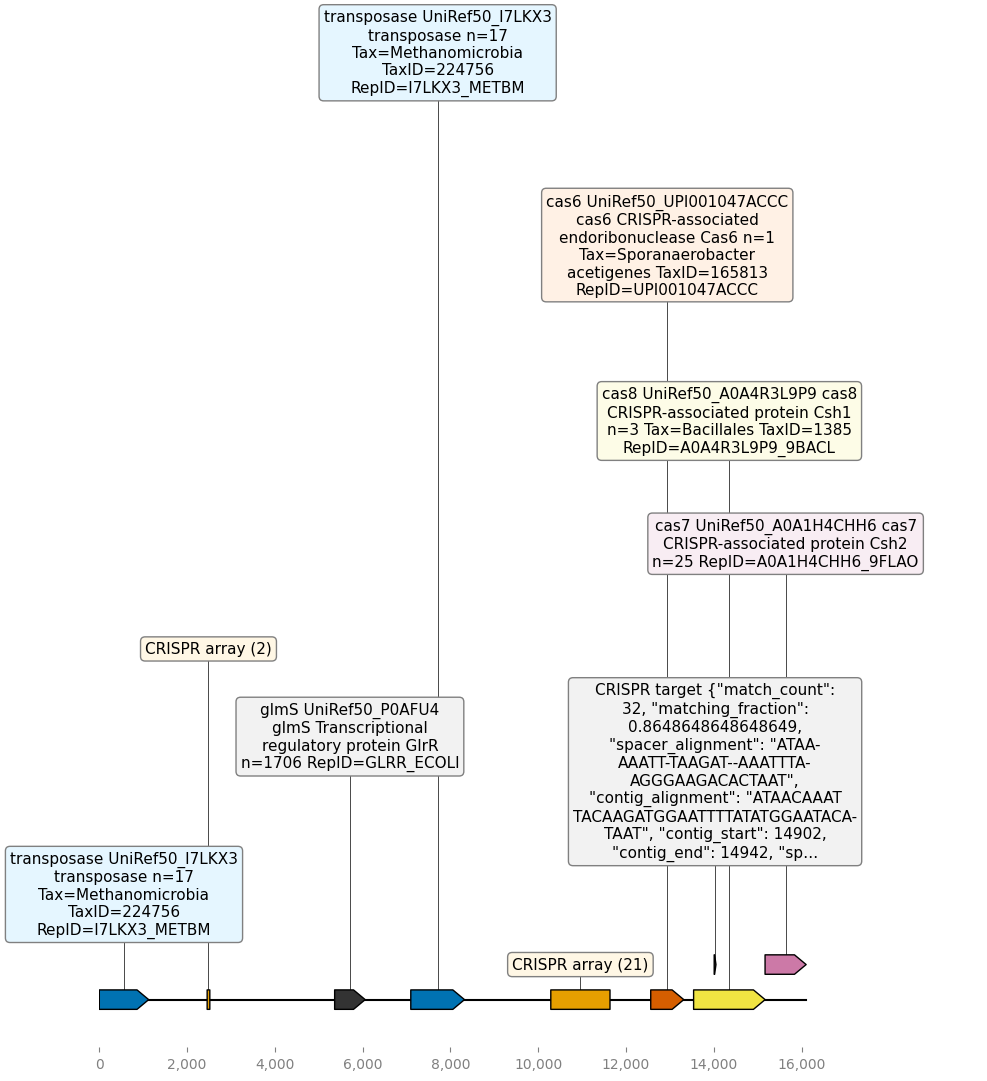 transposase UniRef50_I7LKX3
transposase n=17
Tax=Methanomicrobia
TaxID=224756
RepID=I7LKX3_METBM
cas6 UniRef50_UPI001047ACCC
cas6 CRISPR-associated
endoribonuclease Cas6 n=1
Tax=Sporanaerobacter
acetigenes TaxID=165813
RepID=UPI001047ACCC
cas8 UniRef50_A0A4R3L9P9 cas8
CRISPR-associated protein Csh1
n=3 Tax=Bacillales TaxID=1385
RepID=A0A4R3L9P9_9BACL
cas7 UniRef50_A0A1H4CHH6 cas7
CRISPR-associated protein Csh2
n=25 RepID=A0A1H4CHH6_9FLAO
CRISPR array (2)
glmS UniRef50_P0AFU4
glmS Transcriptional
regulatory protein GlrR
n=1706 RepID=GLRR_ECOLI
CRISPR target {"match_count":
32, "matching_fraction":
0.8648648648648649,
"spacer_alignment": "ATAA-
AAATT-TAAGAT--AAATTTA-
AGGGAAGACACTAAT",
"contig_alignment": "ATAACAAAT
TACAAGATGGAATTTTATATGGAATACA-
TAAT", "contig_start": 14902,
"contig_end": 14942, "sp...
transposase UniRef50_I7LKX3
transposase n=17
Tax=Methanomicrobia
TaxID=224756
RepID=I7LKX3_METBM
CRISPR array (21)
0 2,000 4,000 6,000 8,000 10,000 12,000 14,000 16,000